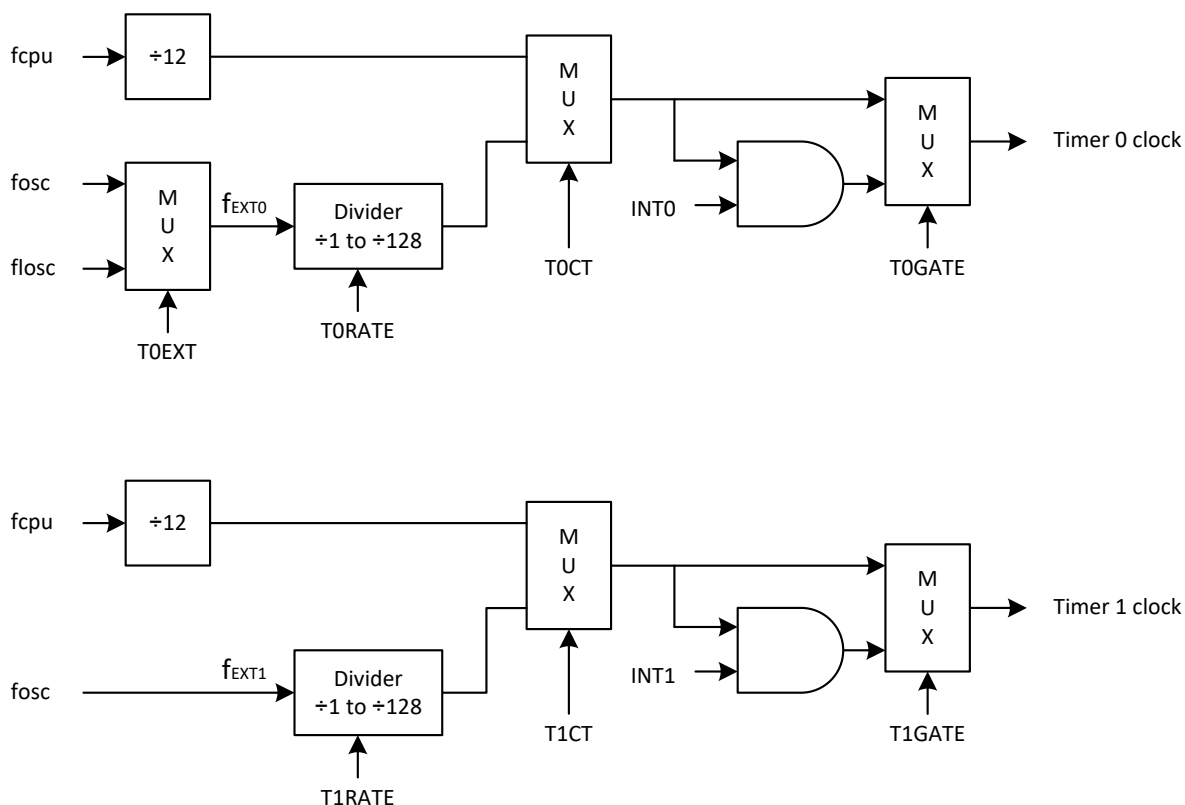 fcpu
÷12
M
U
X
fosc
flosc
M
U
X
fEXT0
Divider
÷1 to ÷128
T0EXT
T0RATE
T0CT
INT0
M
U
X
T0GATE
Timer 0 clock
fcpu
÷12
M
U
X
fosc
fEXT1
Divider
÷1 to ÷128
T1RATE
T1CT
INT1
M
U
X
T1GATE
Timer 1 clock